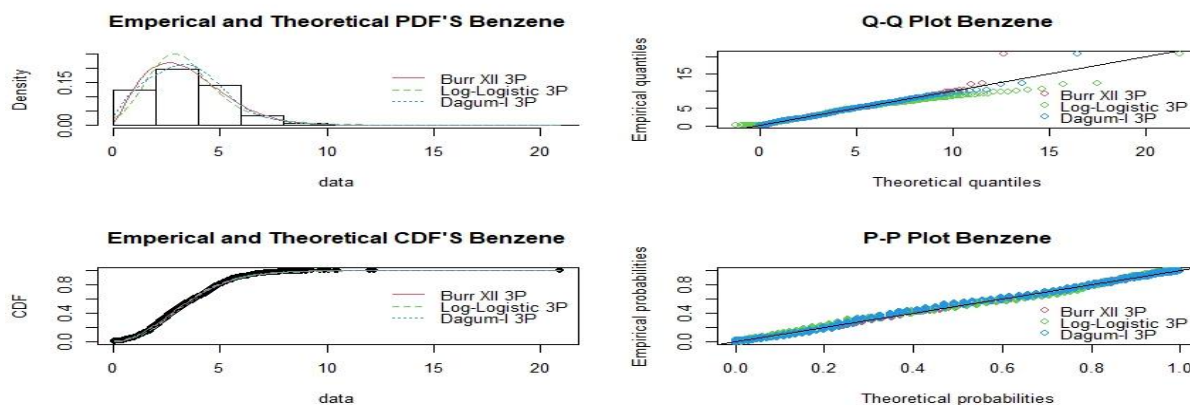 Emperical and Theoretical PDF'S Benzene
Density
0.15
0.00
Burr XII 3P
Log-Logistic 3P
Dagum-I 3P
0 5 10 15 20
data
Q-Q Plot Benzene
Empirical quantiles
15
5
0
Burr XII 3P
Log-Logistic 3P
Dagum-I 3P
0 5 10 15 20
Theoretical quantiles
Emperical and Theoretical CDF'S Benzene
CDF
0.8
0.4
0.0
Burr XII 3P
Log-Logistic 3P
Dagum-I 3P
0 5 10 15 20
data
P-P Plot Benzene
Empirical probabilities
0.8
0.4
0.0
Burr XII 3P
Log-Logistic 3P
Dagum-I 3P
0.0 0.2 0.4 0.6 0.8 1.0
Theoretical probabilities